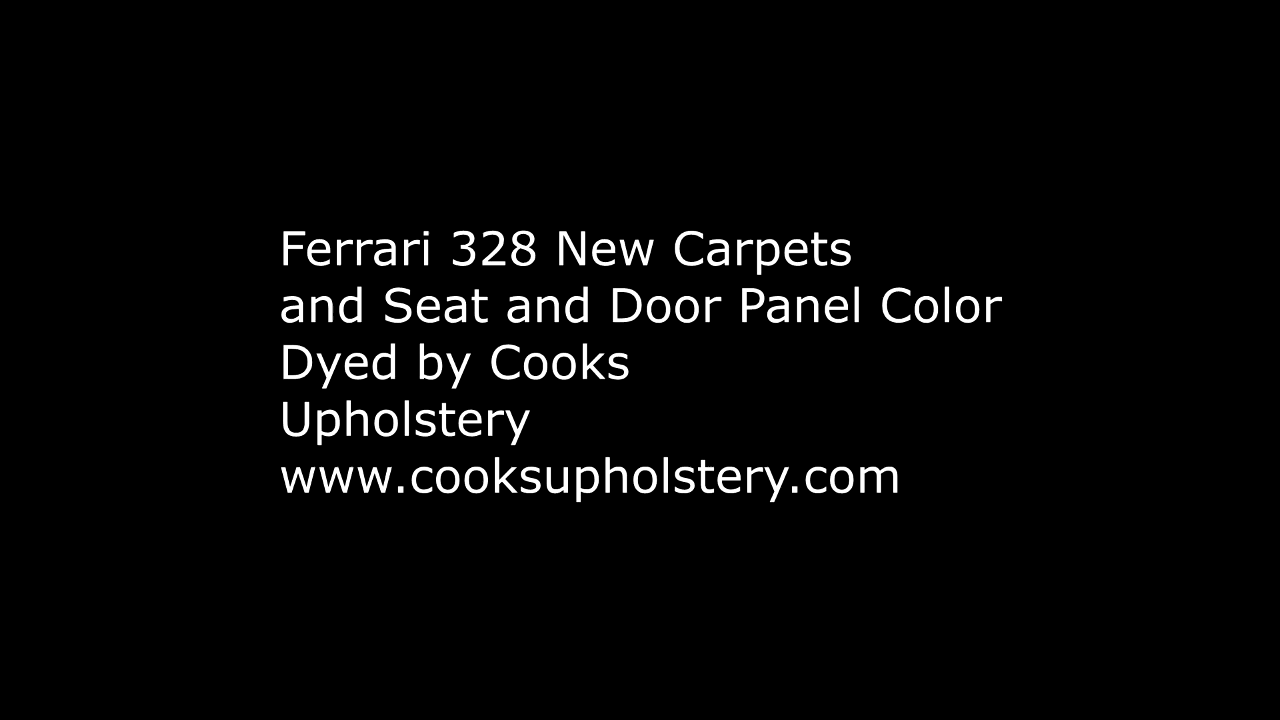 Ferrari 328 New Carpets
and Seat and Door Panel Color
Dyed by Cooks
Upholstery
www.cooksupholstery.com